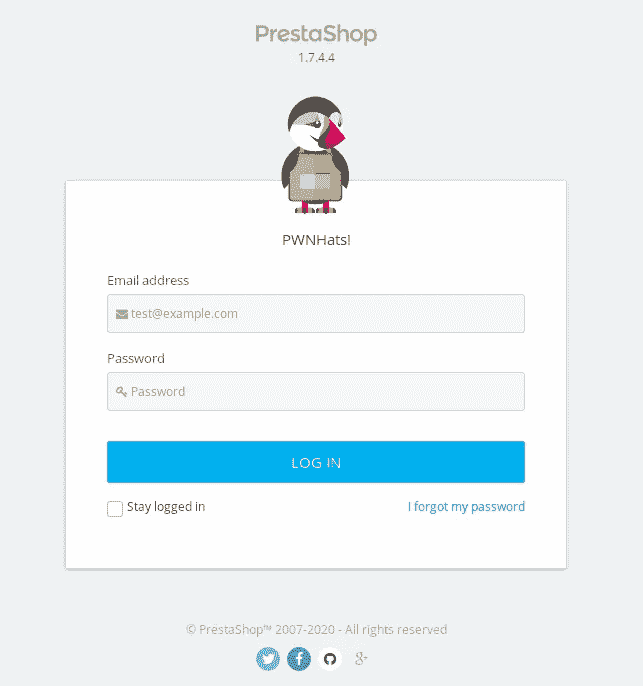 PrestaShop
1.7.4.4
PWNHats!
Email address
test@example.com
Password
Password
LOG IN
Stay logged in
I forgot my password
© PrestaShop™ 2007-2020 - All rights reserved